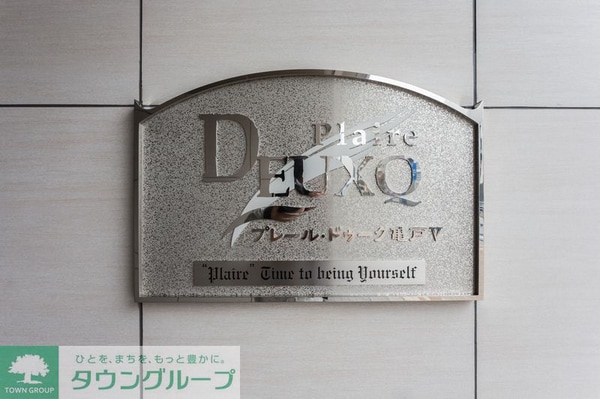 Plaire
DEUXQ
プレール・ドゥーク亀戸V
"Plaire" Time to being Yourself
ひとを、まちを、もっと豊かに。
タウングループ
TOWN GROUP